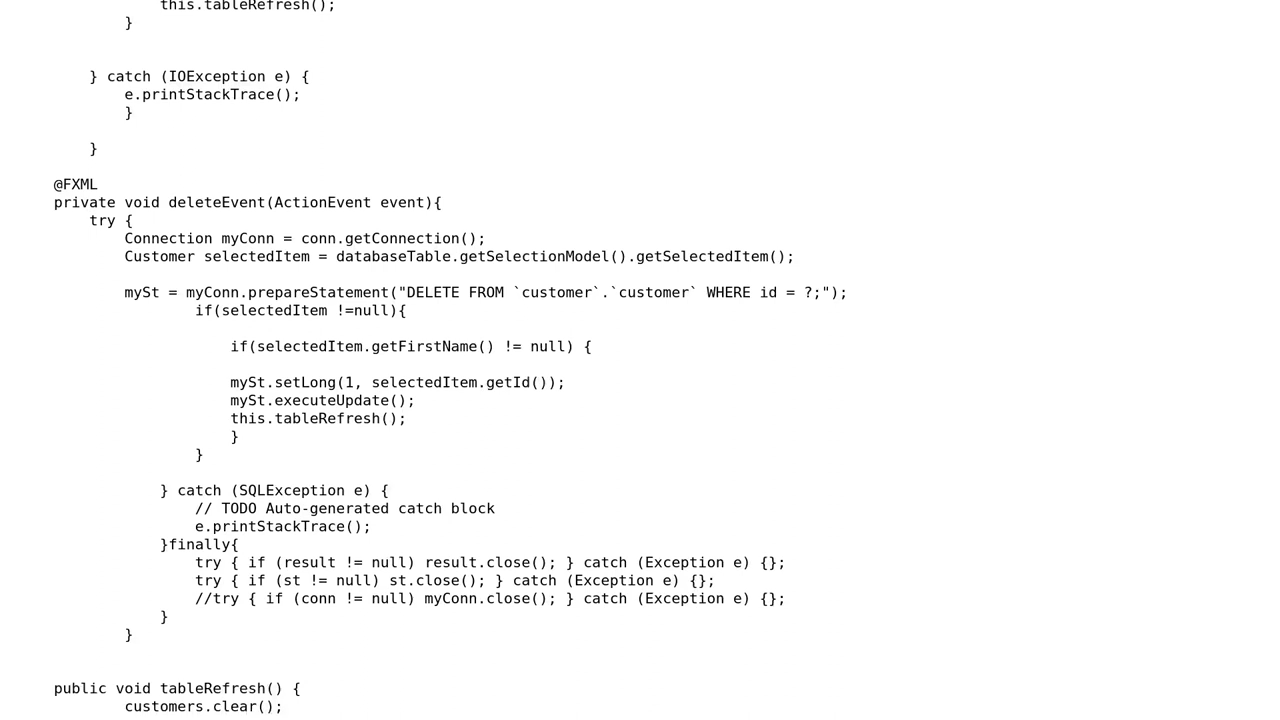 this.tableRefresh();
}
} catch (IOException e) {
e.printStackTrace();
}
}
@FXML
private void deleteEvent(ActionEvent event){
try {
Connection myConn = conn.getConnection();
Customer selectedItem = databaseTable.getSelectionModel().getSelectedItem();
mySt = myConn.prepareStatement("DELETE FROM `customer`.`customer` WHERE id = ?;");
if(selectedItem !=null){
if(selectedItem.getFirstName() != null) {
mySt.setLong(1, selectedItem.getId());
mySt.executeUpdate();
this.tableRefresh();
}
}
} catch (SQLException e) {
// TODO Auto-generated catch block
e.printStackTrace();
}finally{
try { if (result != null) result.close(); } catch (Exception e) {};
try { if (st != null) st.close(); } catch (Exception e) {};
//try { if (conn != null) myConn.close(); } catch (Exception e) {};
}
}
public void tableRefresh() {
customers.clear();